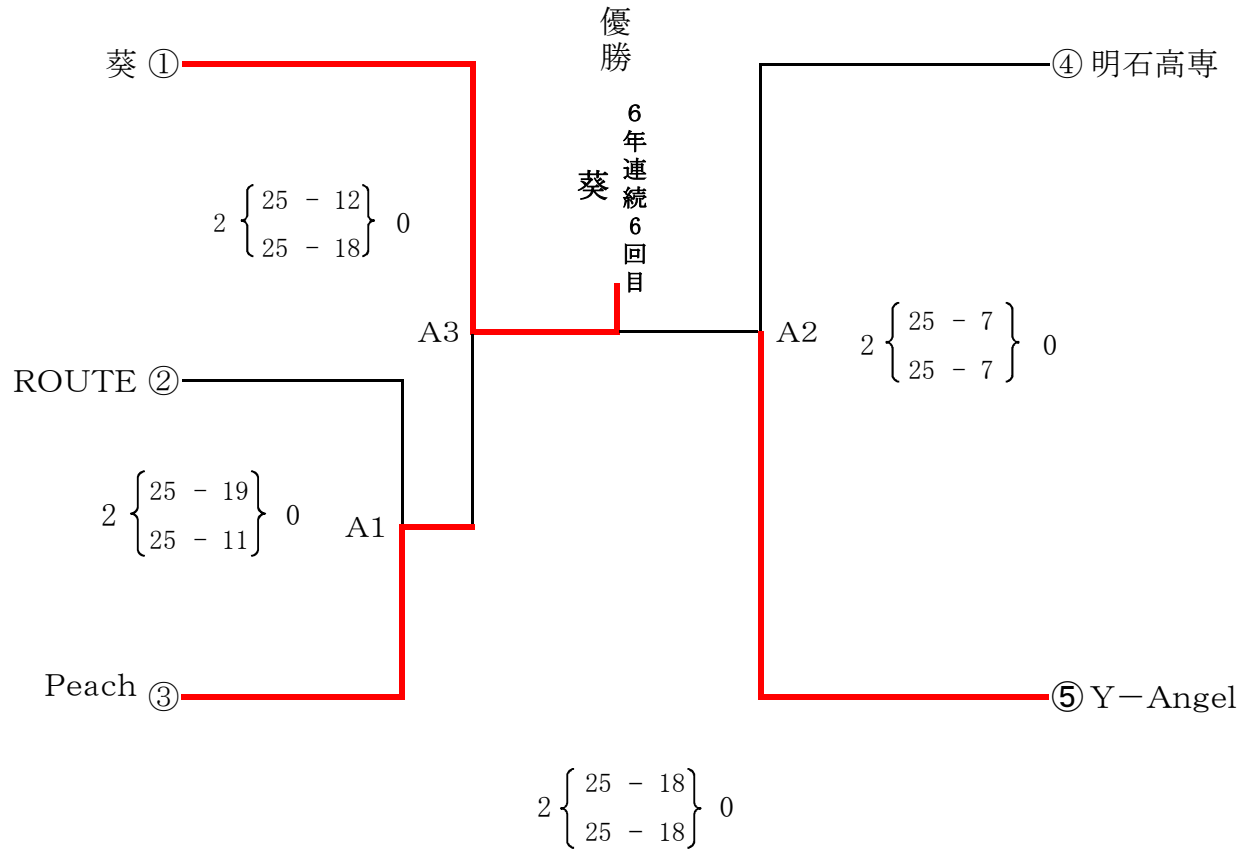 優勝
葵
6年連続6回目
葵 ①
④ 明石高専
2 { 25 - 12 } 0
25 - 18
A3
A2
2 { 25 - 7 } 0
25 - 7
ROUTE ②
2 { 25 - 19 } 0
25 - 11
A1
Peach ③
⑤ Y－Angel
2 { 25 - 18 } 0
25 - 18